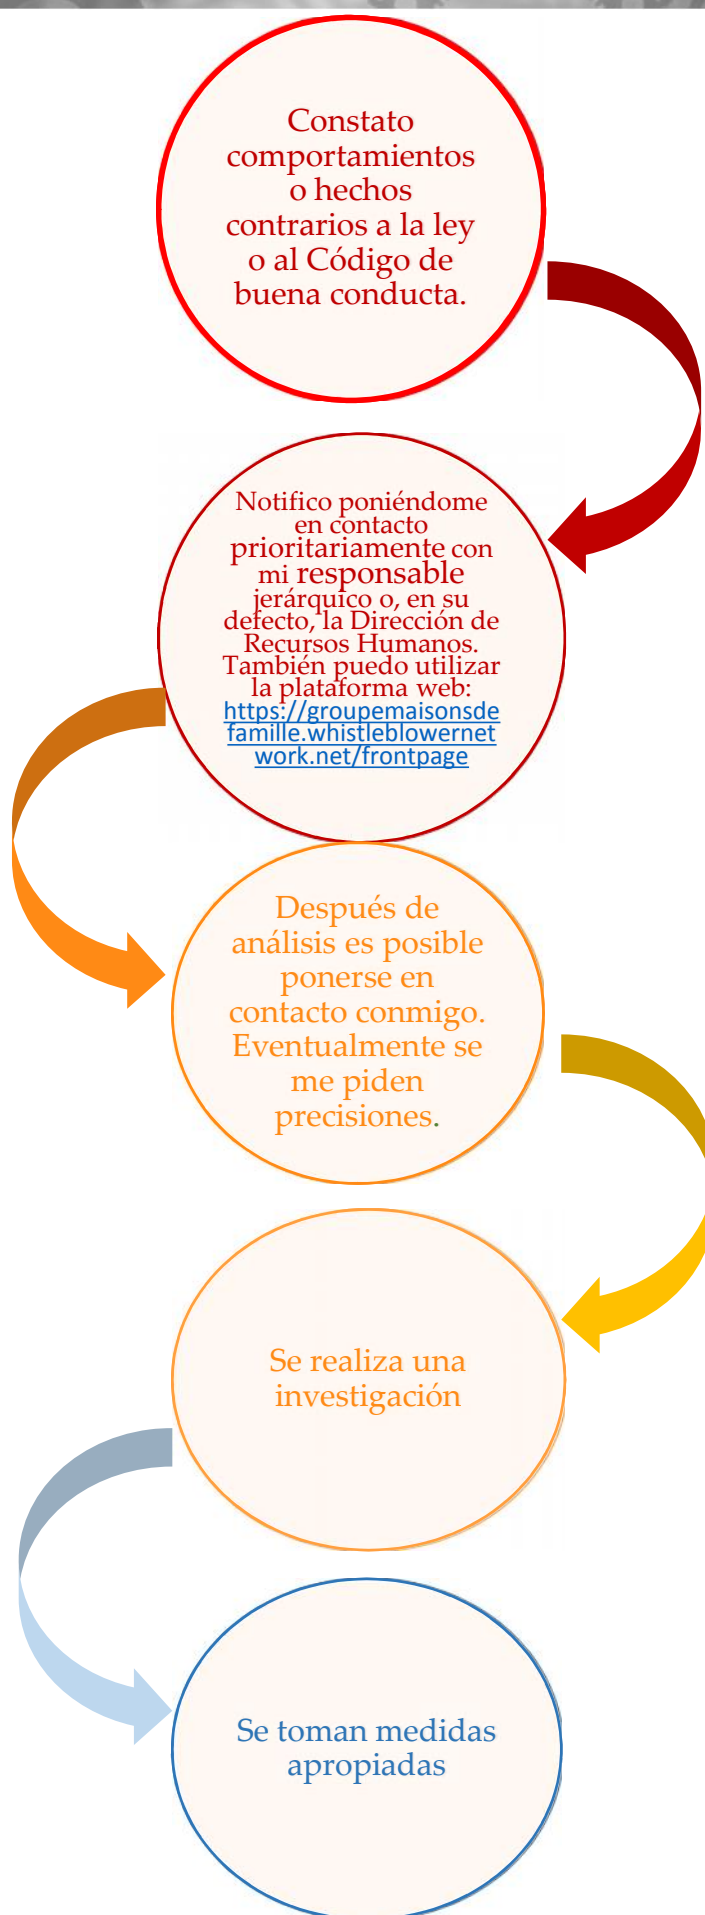 Constato
comportamientos
o hechos
contrarios a la ley
o al Código de
buena conducta.
Notifico poniéndome
en contacto
prioritariamente con
mi responsable
jerárquico o, en su
defecto, la Dirección de
Recursos Humanos.
También puedo utilizar
la plataforma web:
https://groupemaisonsde
famille.whistleblowernet
work.net/frontpage
Después de
análisis es posible
ponerse en
contacto conmigo.
Eventualmente se
me piden
precisiones.
Se realiza una
investigación
Se toman medidas
apropiadas